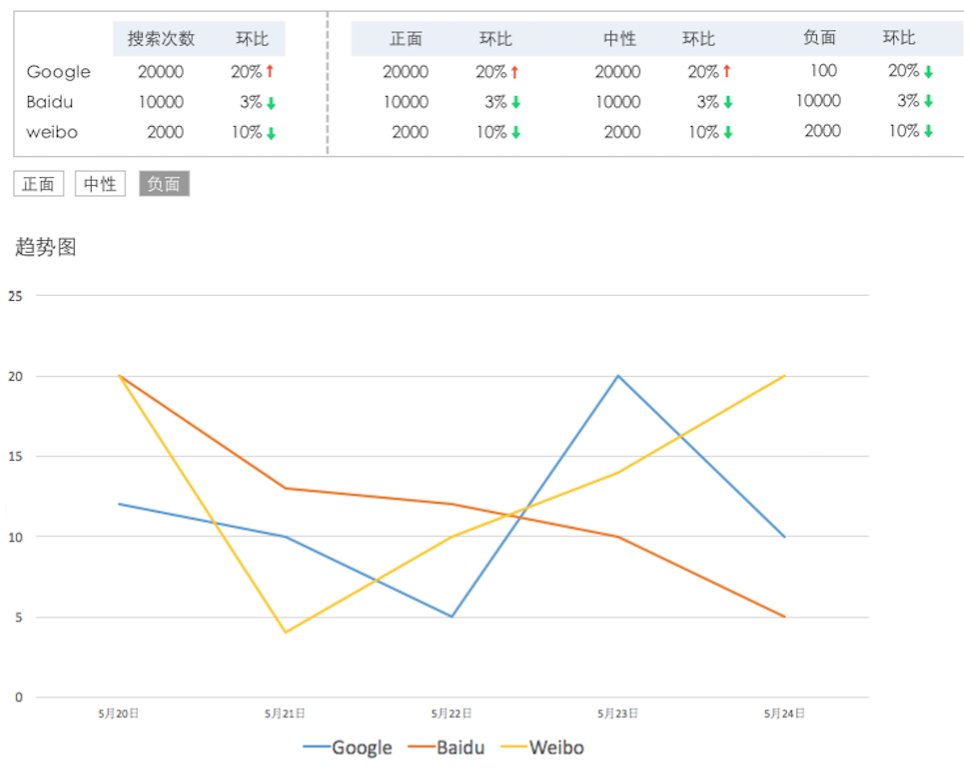 搜索次数 环比 正面 环比 中性 环比 负面 环比
Google 20000 20% ↑ 20000 20% ↑ 20000 20% ↑ 100 20% ↓
Baidu 10000 3% ↓ 10000 3% ↓ 10000 3% ↓ 10000 3% ↓
weibo 2000 10% ↓ 2000 10% ↓ 2000 10% ↓ 2000 10% ↓
正面 中性 负面
趋势图
25
20
15
10
5
0
5月20日 5月21日 5月22日 5月23日 5月24日
Google Baidu Weibo